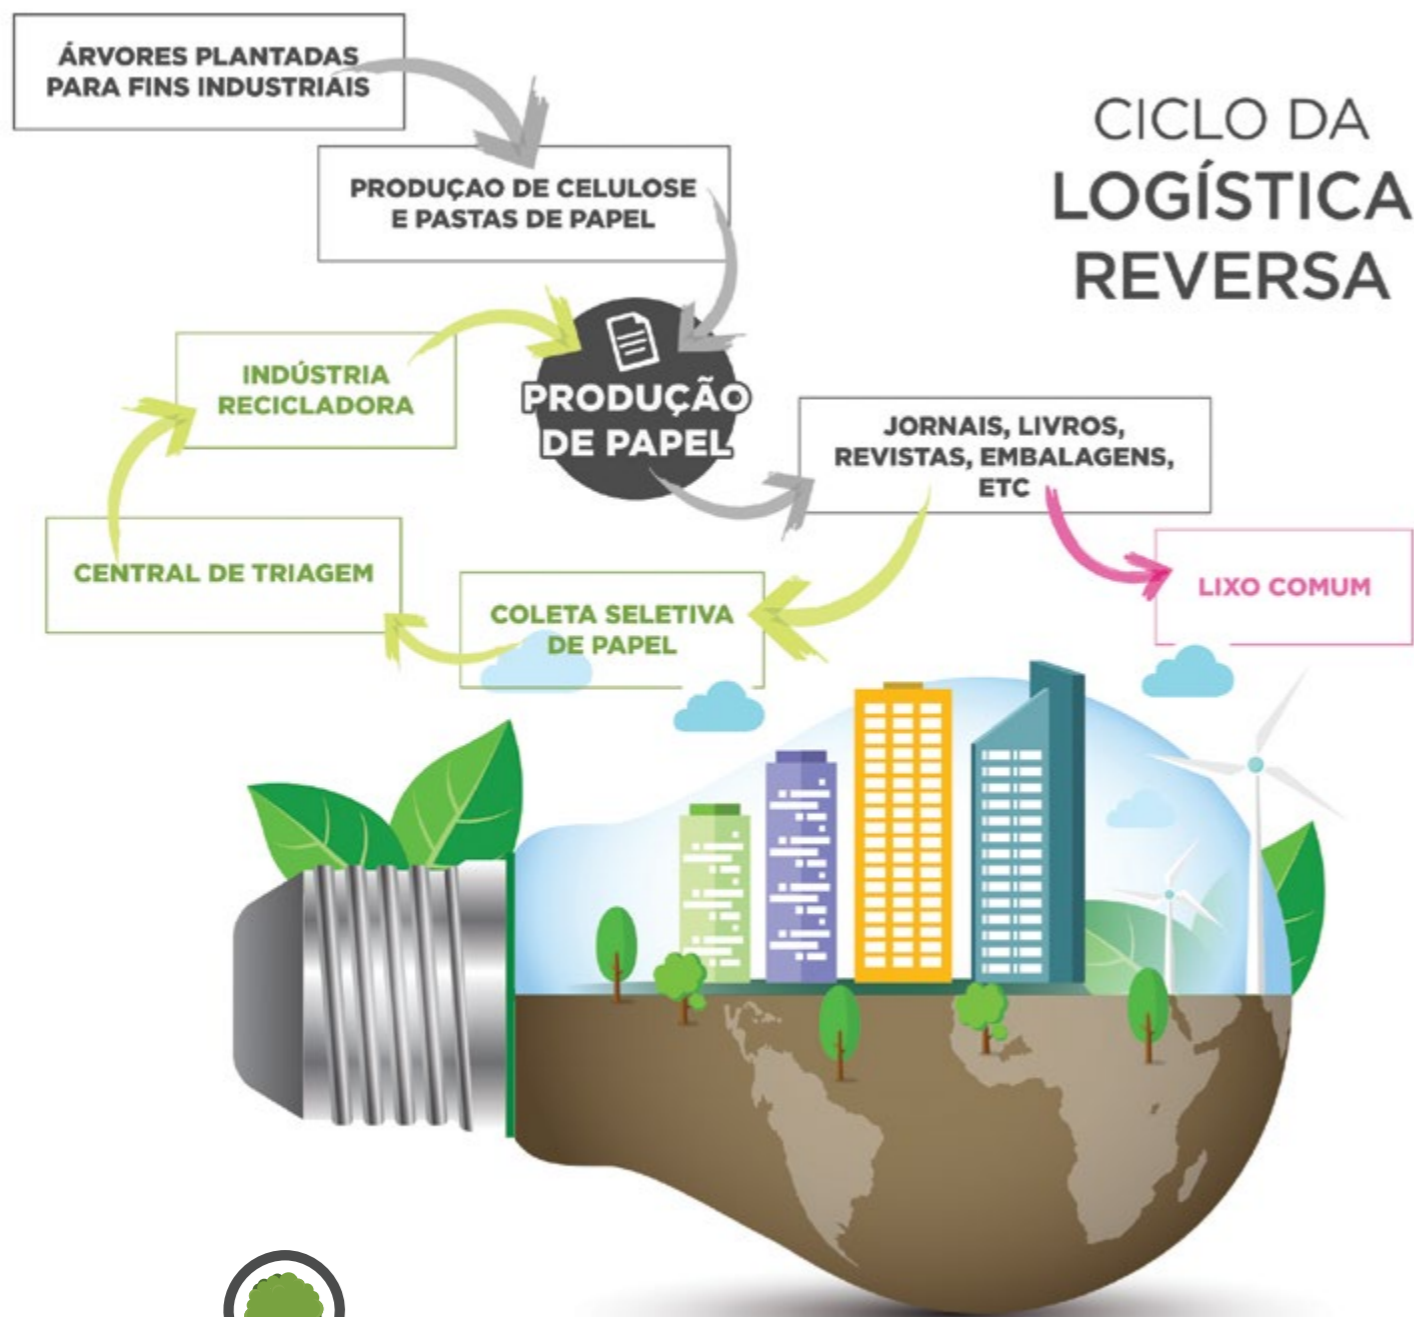 ÁRVORES PLANTADAS
PARA FINS INDUSTRIAIS
CICLO DA
LOGÍSTICA
REVERSA
PRODUÇAO DE CELULOSE
E PASTAS DE PAPEL
INDÚSTRIA
RECICLADORA
PRODUÇÃO
DE PAPEL
JORNAIS, LIVROS,
REVISTAS, EMBALAGENS,
ETC
CENTRAL DE TRIAGEM
COLETA SELETIVA
DE PAPEL
LIXO COMUM